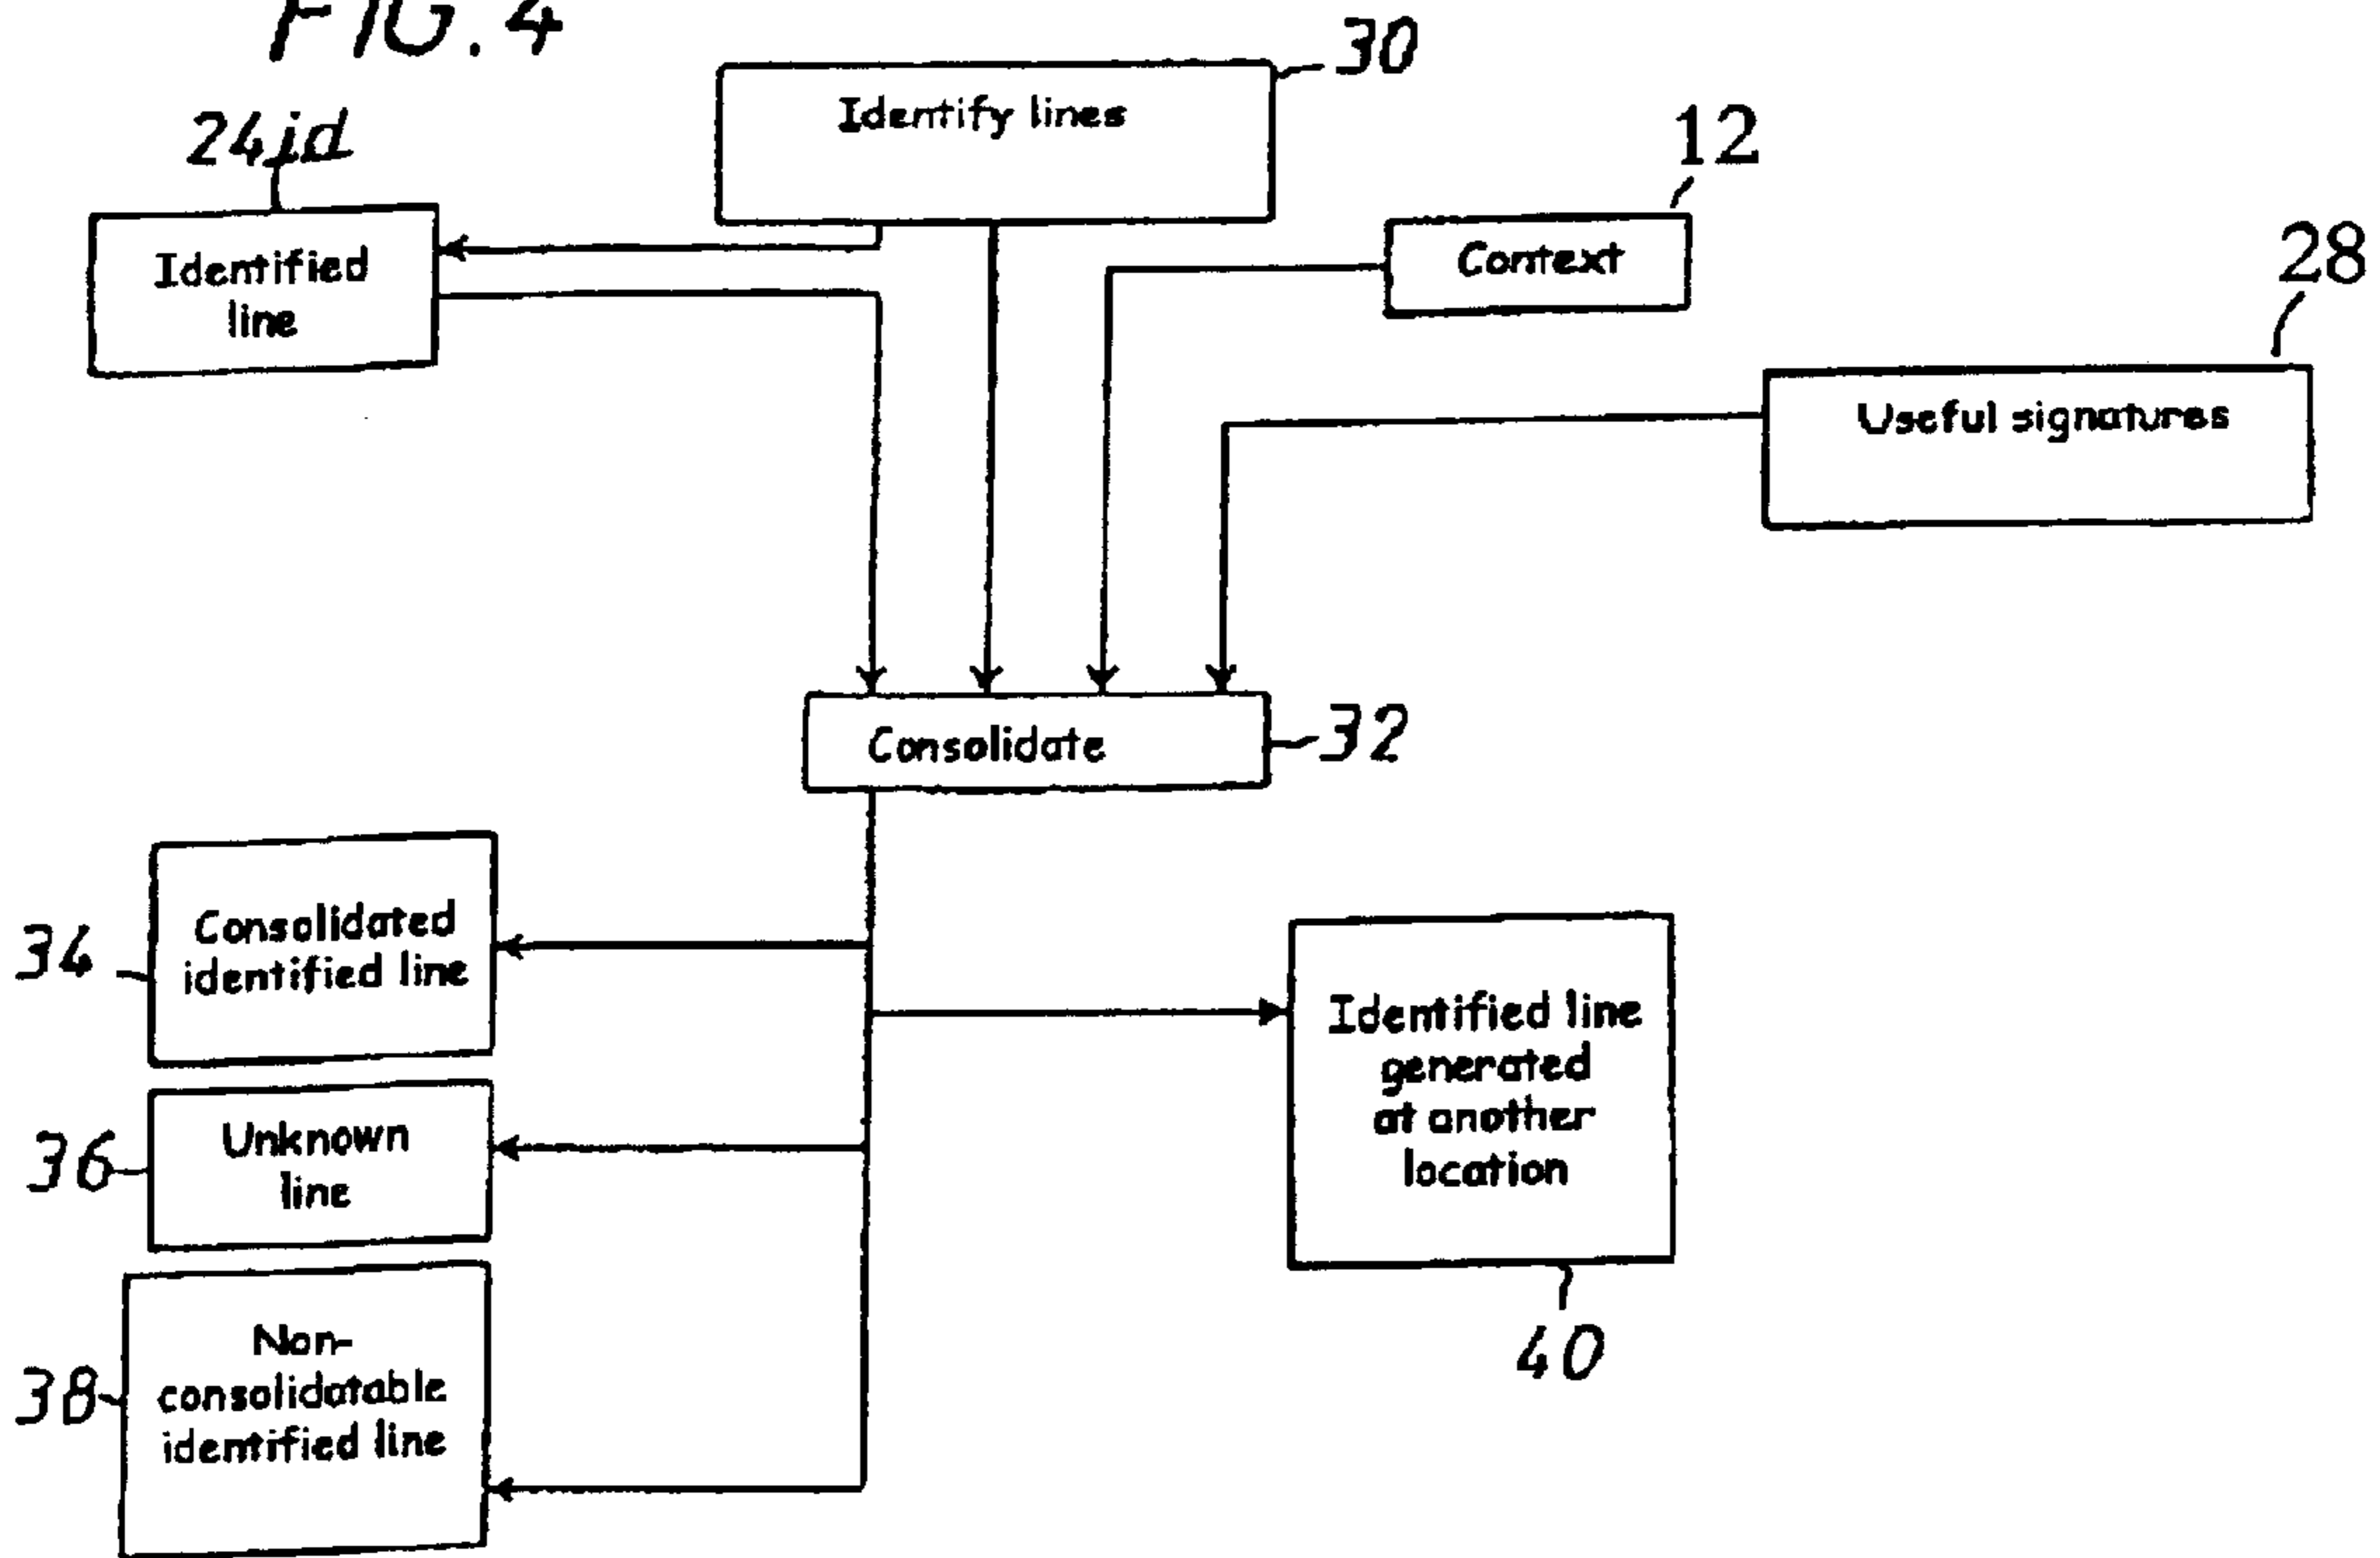 FIG. 4
30
Identify lines
24id
12
Context
Identified
line
28
Useful signatures
Consolidate
32
34
Consolidated
identified line
Identified line
generated
at another
location
36
Unknown
line
40
38
Non-
consolidatable
identified line